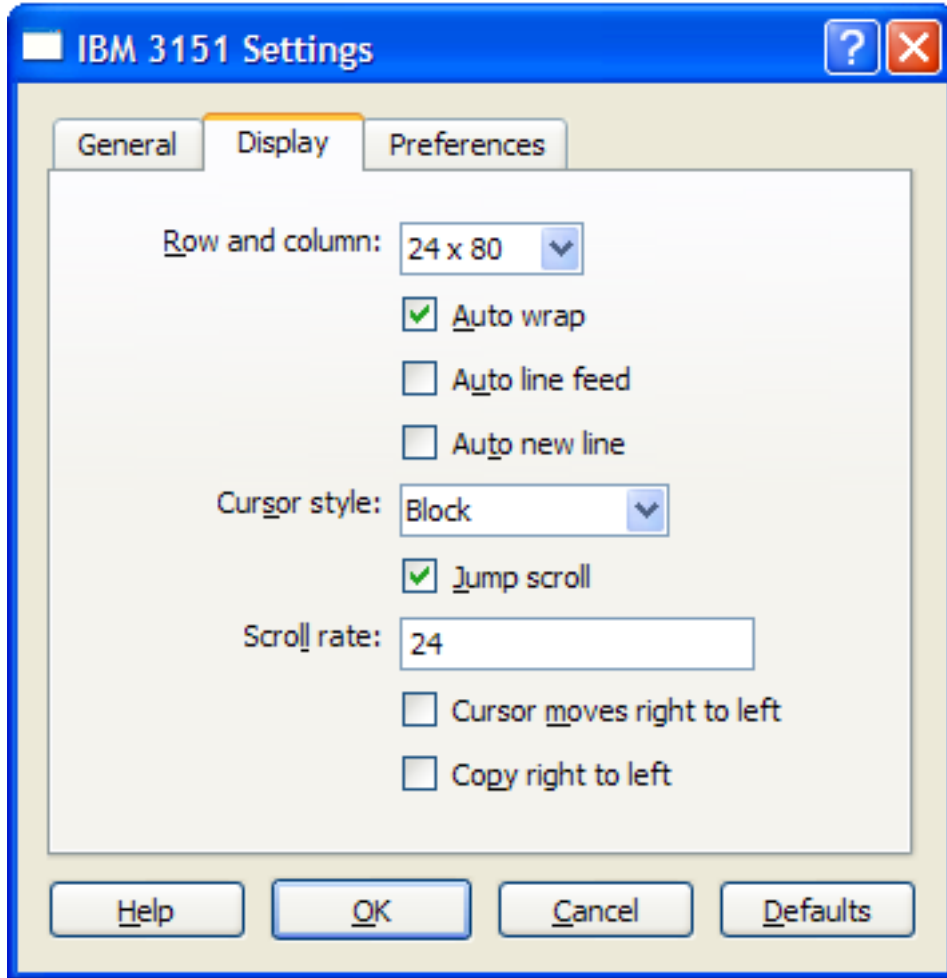 IBM 3151 Settings
?
General Display Preferences
Row and column: 24 x 80
Auto wrap
Auto line feed
Auto new line
Cursor style: Block
Jump scroll
Scroll rate: 24
Cursor moves right to left
Copy right to left
Help OK Cancel Defaults